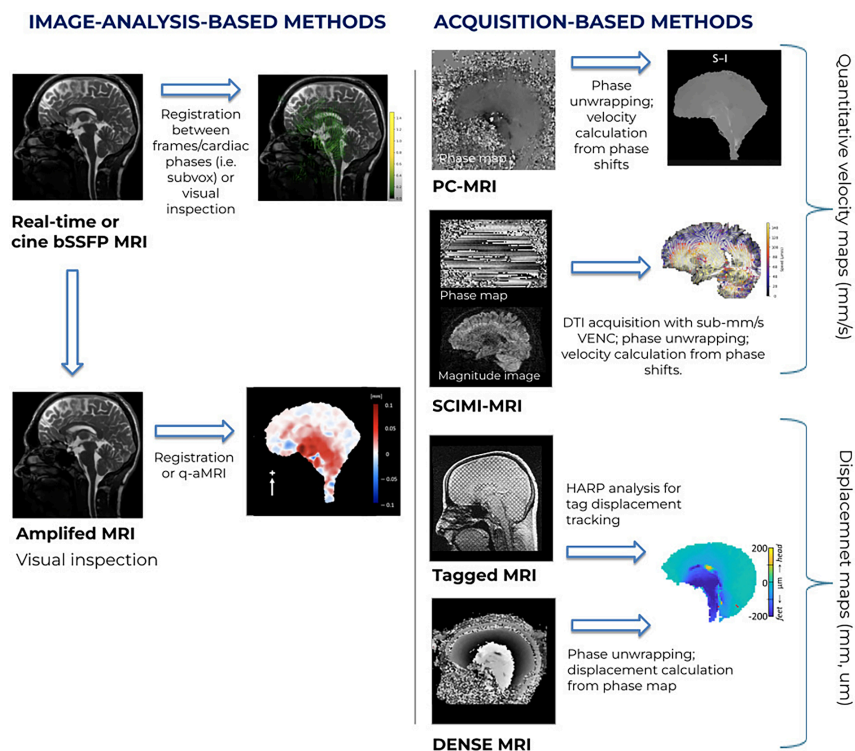 IMAGE-ANALYSIS-BASED METHODS
Registration
between
frames/cardiac
phases (i.e.
subvox) or
visual
inspection
Real-time or
cine bSSFP MRI
Registration
or q-aMRI
[mm]
0.1
0
-0.1
+
Amplifed MRI
Visual inspection
ACQUISITION-BASED METHODS
Phase map
Phase
unwrapping;
velocity
calculation
from phase
shifts
S-I
PC-MRI
Phase map
Magnitude image
DTI acquisition with sub-mm/s
VENC; phase unwrapping;
velocity calculation from phase
shifts.
SCIMI-MRI
Quantitative velocity maps (mm/s)
HARP analysis for
tag displacement
tracking
Tagged MRI
200
0
-200
feet ← μm → head
Phase unwrapping;
displacement calculation
from phase map
DENSE MRI
Displacemnet maps (mm, um)